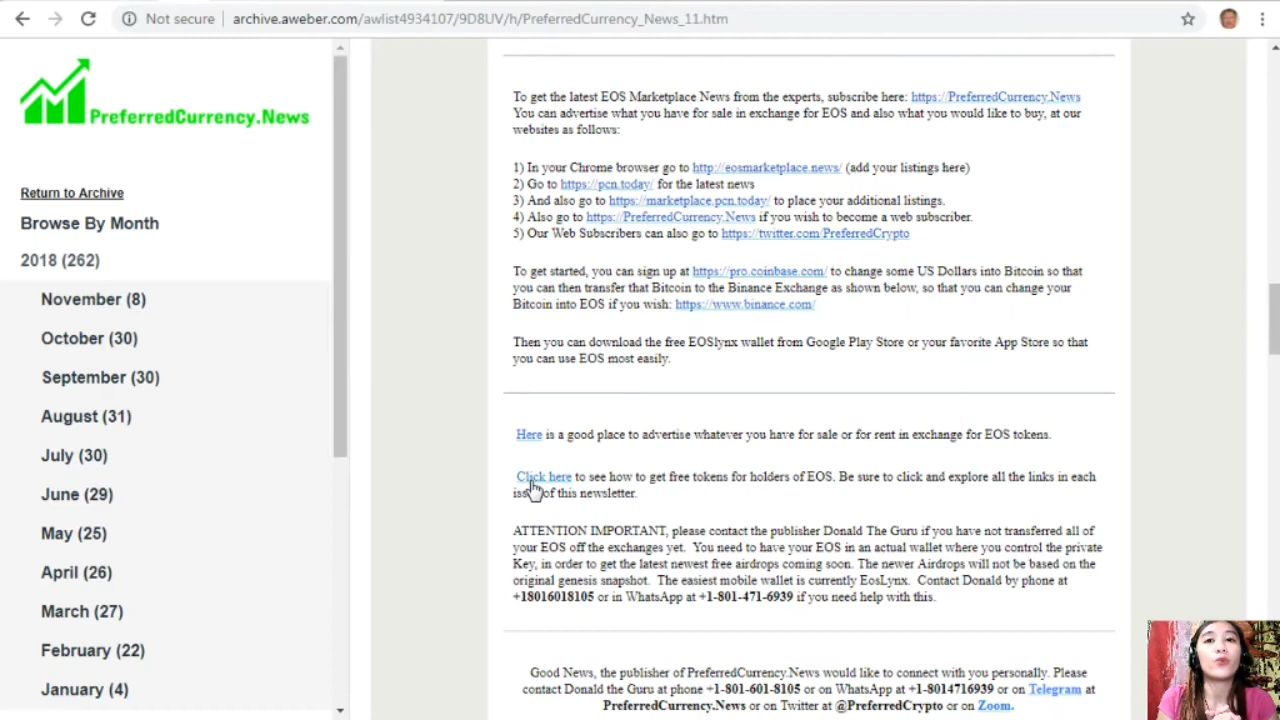 Not secure archive.aweber.com/awlist4934107/9D8UV/h/PreferredCurrency_News_11.htm
PreferredCurrency.News
Return to Archive
Browse By Month
2018 (262)
November (8)
October (30)
September (30)
August (31)
July (30)
June (29)
May (25)
April (26)
March (27)
February (22)
January (4)
To get the latest EOS Marketplace News from the experts, subscribe here: https://PreferredCurrency.News
You can advertise what you have for sale in exchange for EOS and also what you would like to buy, at our
websites as follows:
1) In your Chrome browser go to http://eosmarketplace.news/ (add your listings here)
2) Go to https://pcn.today/ for the latest news
3) And also go to https://marketplace.pcn.today/ to place your additional listings.
4) Also go to https://PreferredCurrency.News if you wish to become a web subscriber.
5) Our Web Subscribers can also go to https://twitter.com/PreferredCrypto
To get started, you can sign up at https://pro.coinbase.com/ to change some US Dollars into Bitcoin so that
you can then transfer that Bitcoin to the Binance Exchange as shown below, so that you can change your
Bitcoin into EOS if you wish: https://www.binance.com/
Then you can download the free EOSlynx wallet from Google Play Store or your favorite App Store so that
you can use EOS most easily.
Here is a good place to advertise whatever you have for sale or for rent in exchange for EOS tokens.
Click here to see how to get free tokens for holders of EOS. Be sure to click and explore all the links in each
of this newsletter.
ATTENTION IMPORTANT, please contact the publisher Donald The Guru if you have not transferred all of
your EOS off the exchanges yet. You need to have your EOS in an actual wallet where you control the private
Key, in order to get the latest newest free airdrops coming soon. The newer Airdrops will not be based on the
original genesis snapshot. The easiest mobile wallet is currently EosLynx. Contact Donald by phone at
+18016018105 or in WhatsApp at +1-801-471-6939 if you need help with this.
Good News, the publisher of PreferredCurrency.News would like to connect with you personally. Please
contact Donald the Guru at phone +1-801-601-8105 or on WhatsApp at +1-8014716939 or on Telegram at
PreferredCurrency.News or on Twitter at @PreferredCrypto or on Zoom.